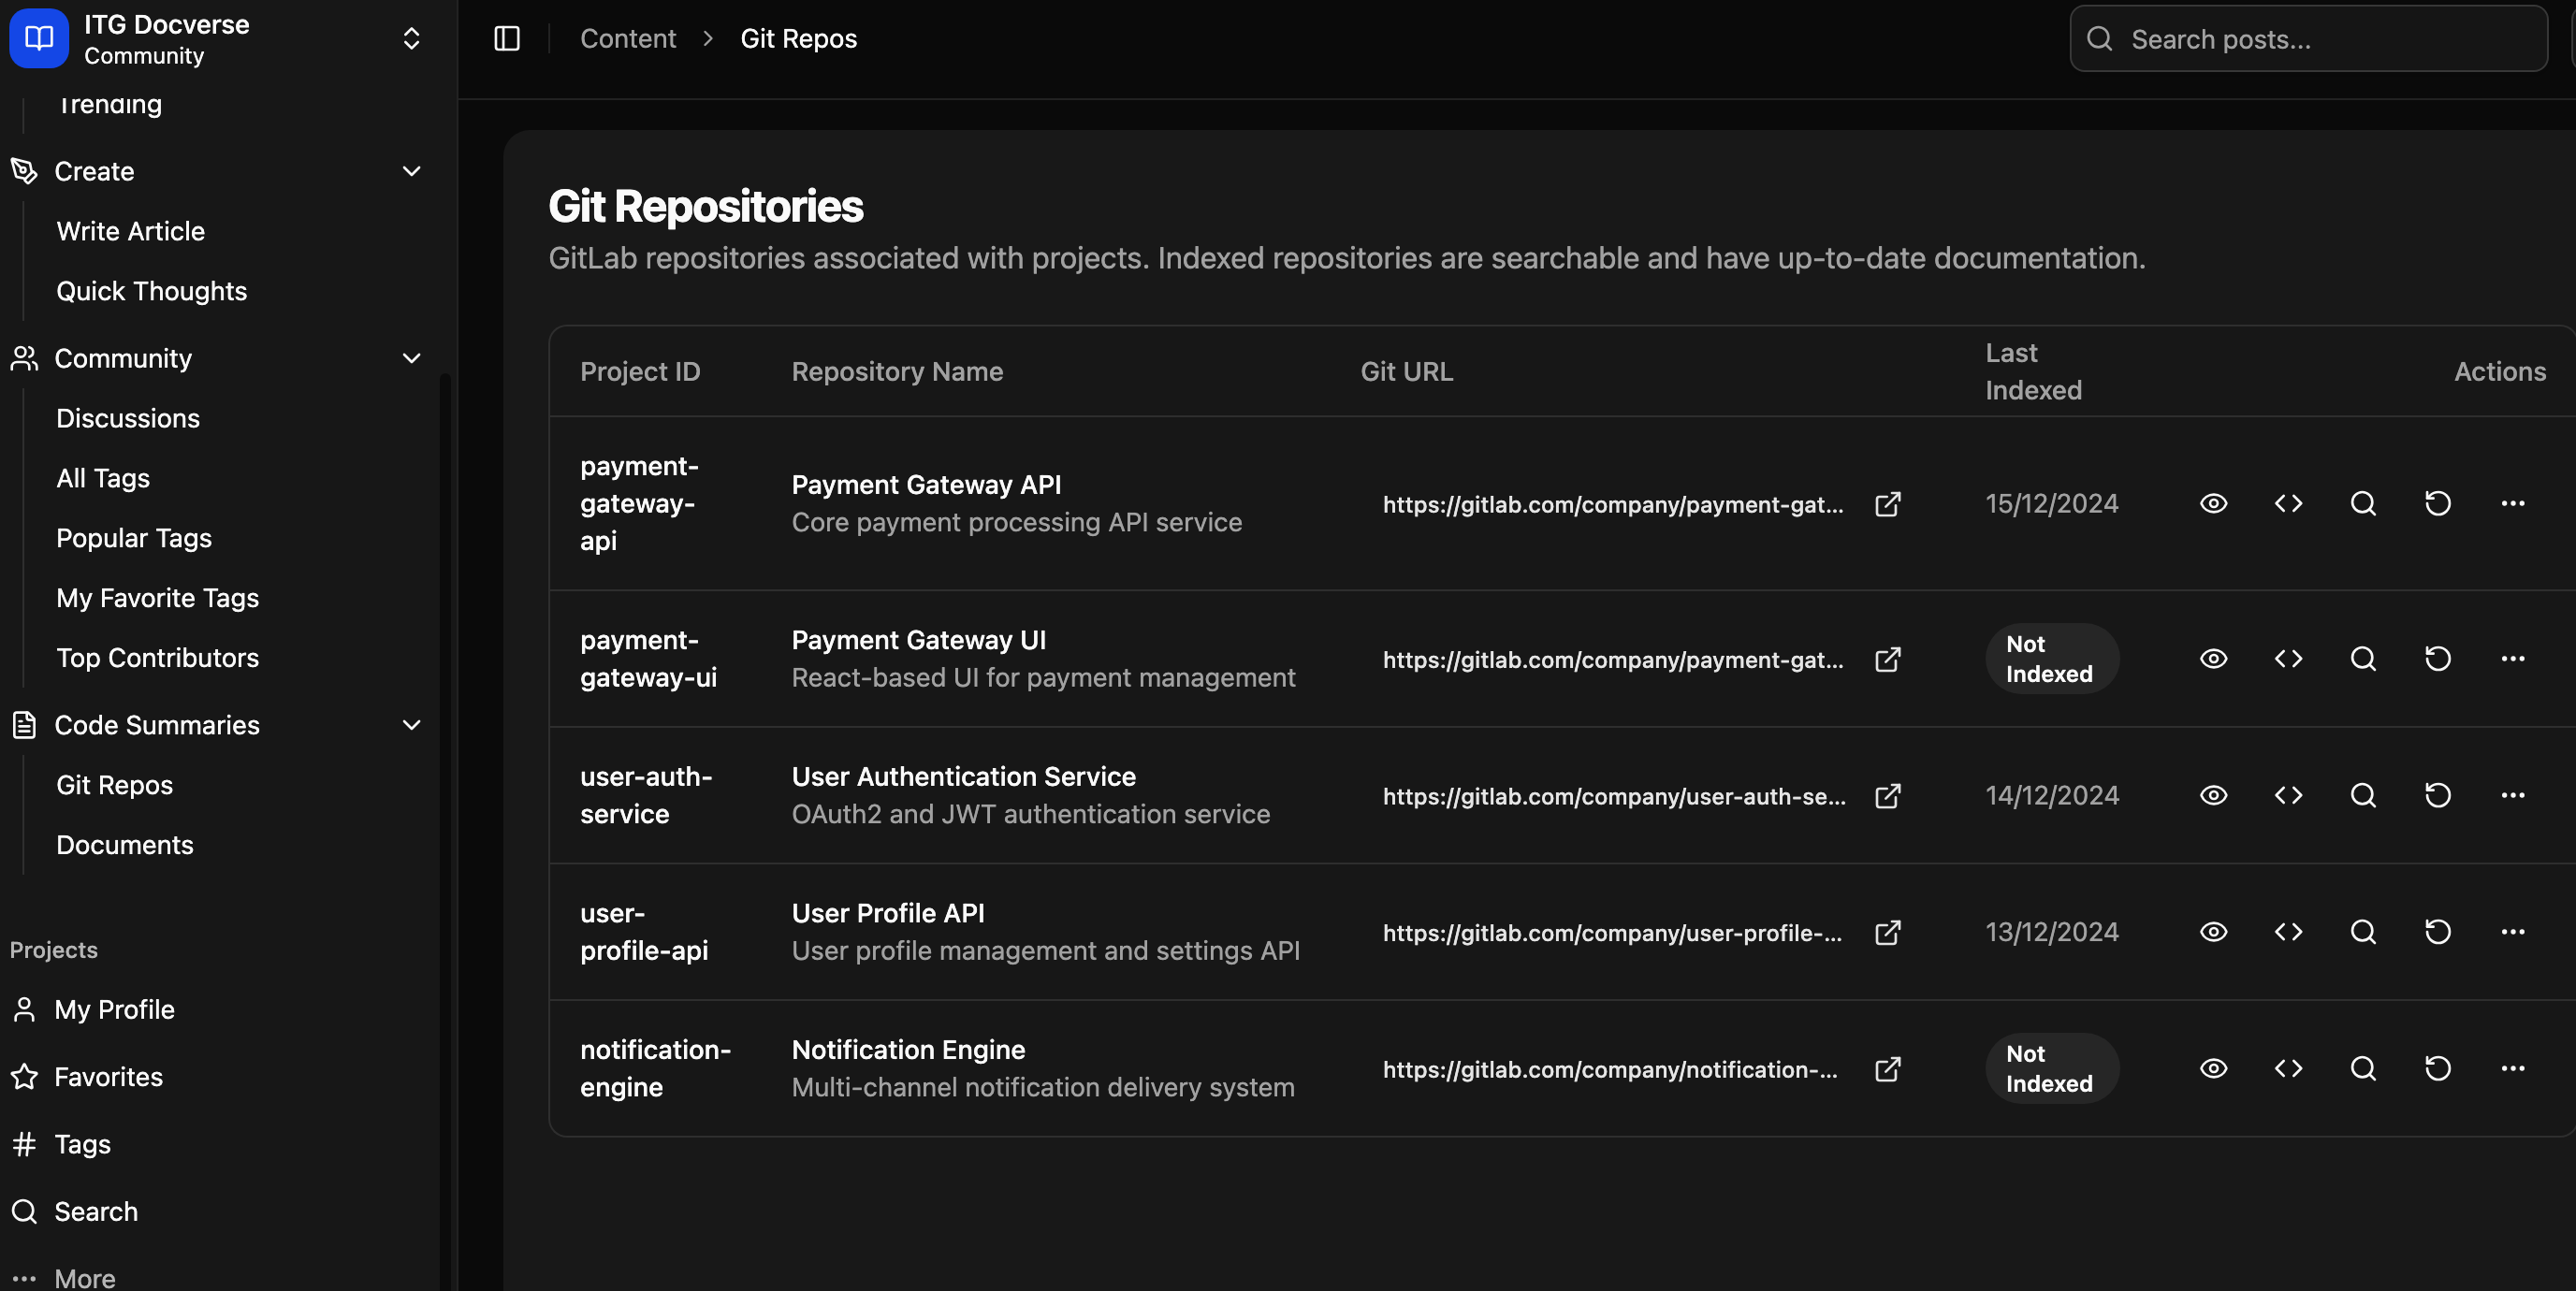 ITG Docverse
Community
Trending
Create
Write Article
Quick Thoughts
Community
Discussions
All Tags
Popular Tags
My Favorite Tags
Top Contributors
Code Summaries
Git Repos
Documents
Projects
My Profile
Favorites
Tags
Search
More
Content > Git Repos
Search posts...
Git Repositories
GitLab repositories associated with projects. Indexed repositories are searchable and have up-to-date documentation.
Project ID
Repository Name
Git URL
Last
Indexed
Actions
payment-
gateway-
api
Payment Gateway API
Core payment processing API service
https://gitlab.com/company/payment-gat...
15/12/2024
payment-
gateway-ui
Payment Gateway UI
React-based UI for payment management
https://gitlab.com/company/payment-gat...
Not
Indexed
user-auth-
service
User Authentication Service
OAuth2 and JWT authentication service
https://gitlab.com/company/user-auth-se...
14/12/2024
user-
profile-api
User Profile API
User profile management and settings API
https://gitlab.com/company/user-profile-...
13/12/2024
notification-
engine
Notification Engine
Multi-channel notification delivery system
https://gitlab.com/company/notification-...
Not
Indexed